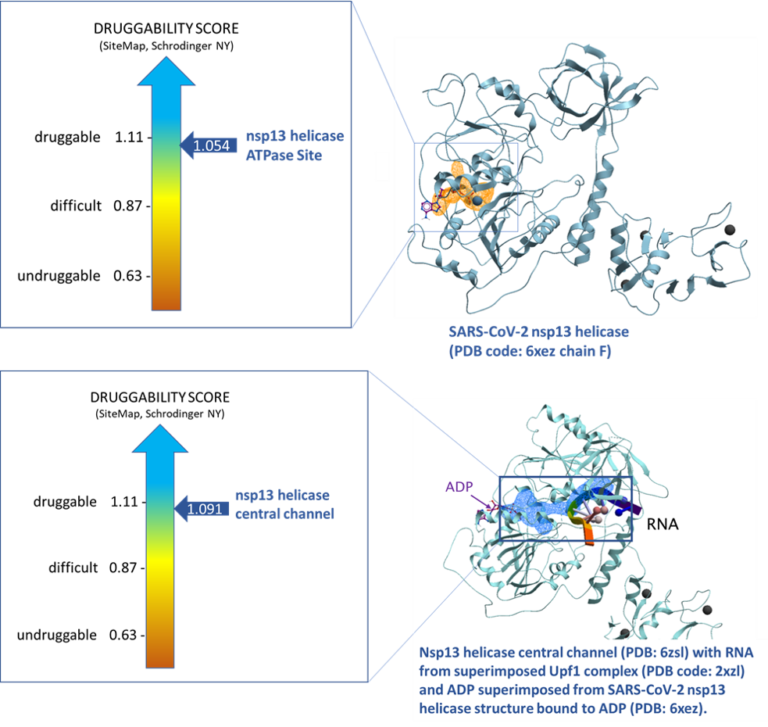 DRUGGABILITY SCORE
(SiteMap, Schrodinger NY)
druggable 1.11 -
1.054
nsp13 helicase
ATPase Site
difficult 0.87 -
undruggable 0.63 -
SARS-CoV-2 nsp13 helicase
(PDB code: 6xez chain F)
DRUGGABILITY SCORE
(SiteMap, Schrodinger NY)
druggable 1.11 -
1.091
nsp13 helicase
central channel
difficult 0.87 -
undruggable 0.63 -
ADP
RNA
Nsp13 helicase central channel (PDB: 6zsl) with RNA
from superimposed Upf1 complex (PDB code: 2xzl)
and ADP superimposed from SARS-CoV-2 nsp13
helicase structure bound to ADP (PDB: 6xez).